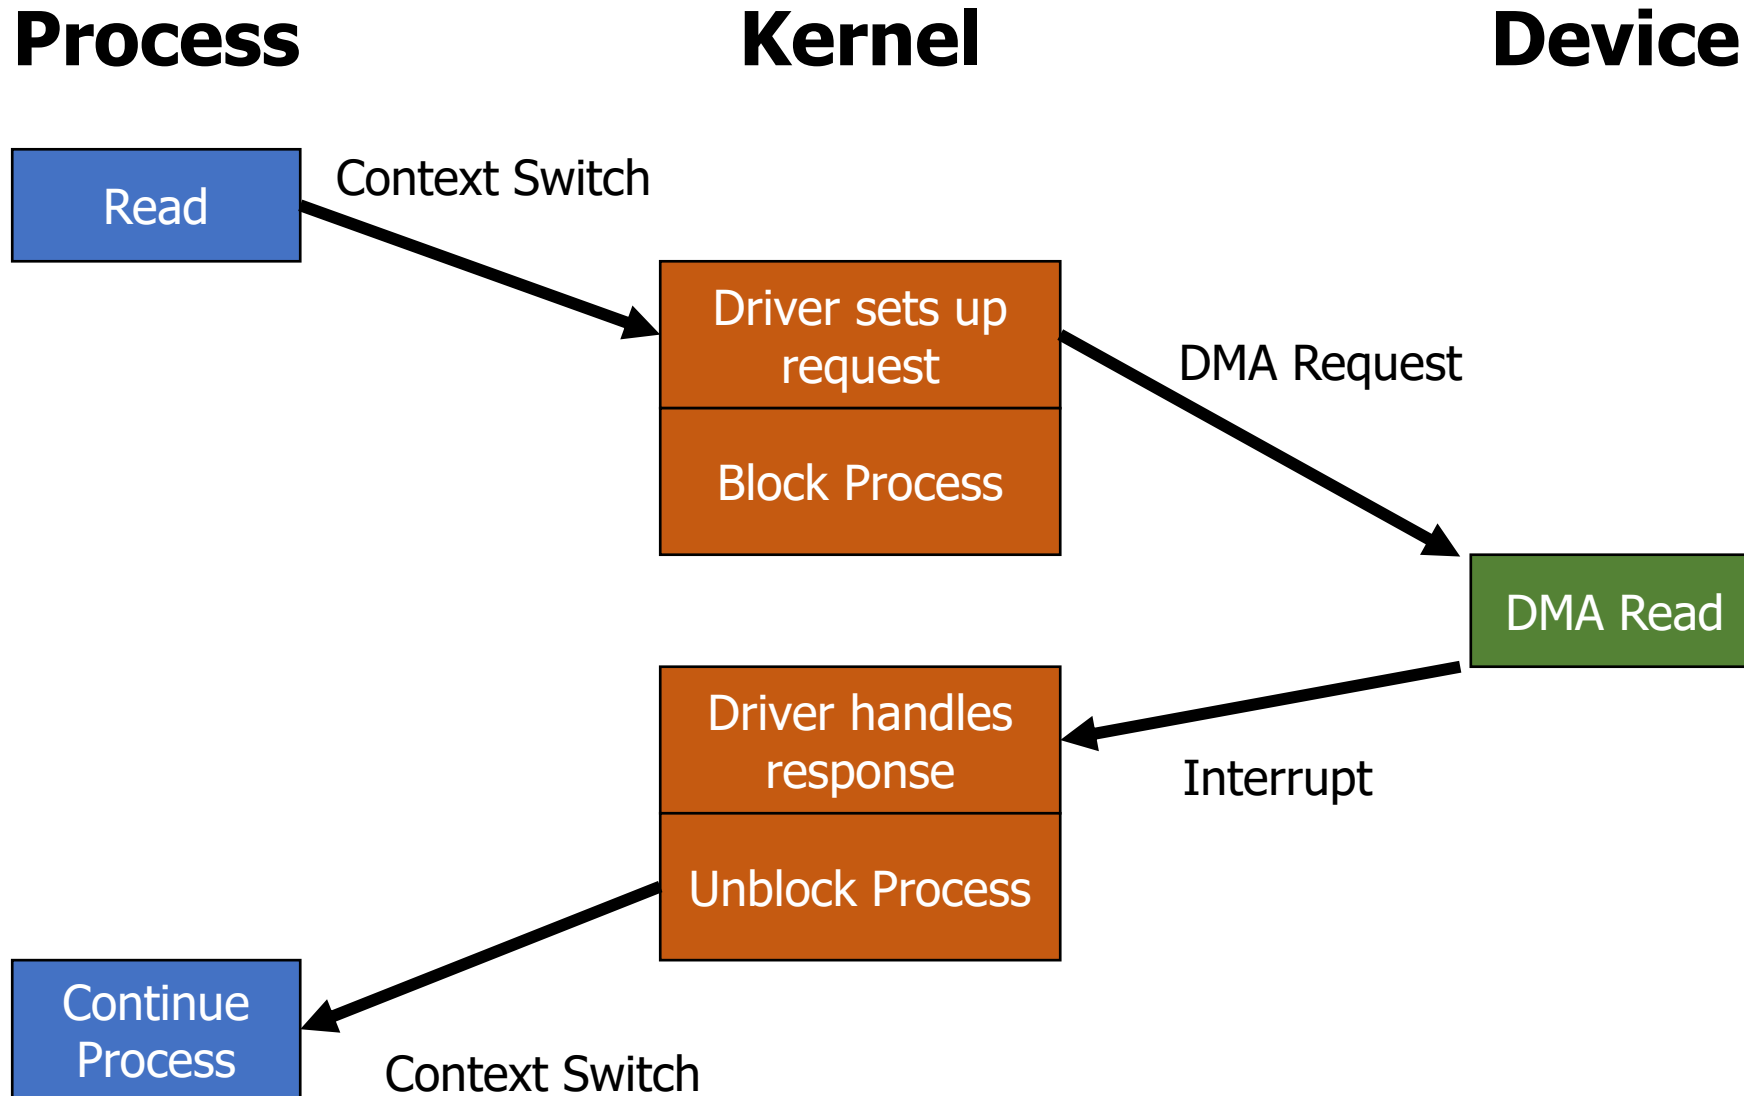 Process
Kernel
Device
Read
Context Switch
Driver sets up
request
DMA Request
Block Process
DMA Read
Driver handles
response
Interrupt
Unblock Process
Continue
Process
Context Switch